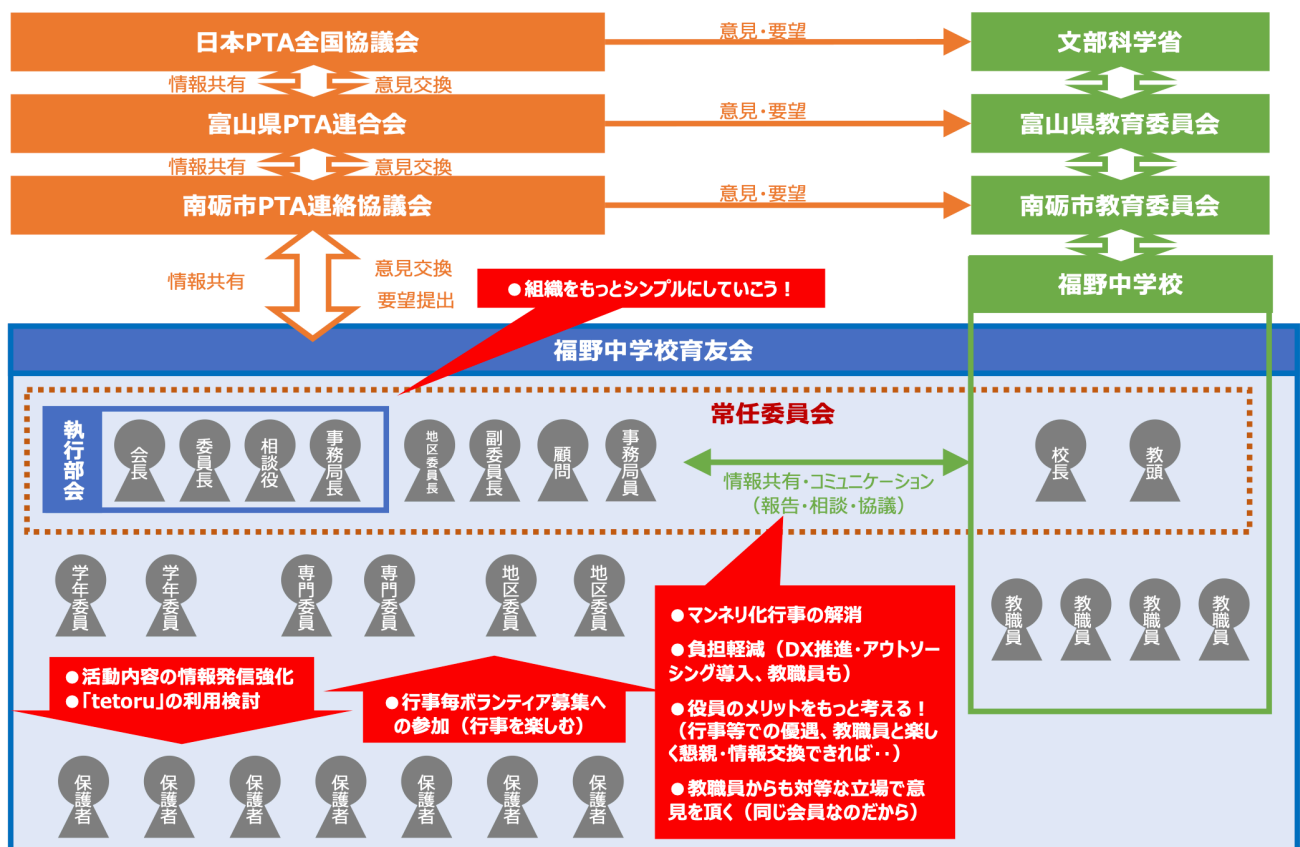 日本PTA全国協議会
意見・要望
文部科学省
情報共有
意見交換
富山県PTA連合会
意見・要望
富山県教育委員会
情報共有
意見交換
南砺市PTA連絡協議会
意見・要望
南砺市教育委員会
情報共有
意見交換
要望提出
●組織をもっとシンプルにしていこう！
福野中学校
福野中学校育友会
常任委員会
執行部会
会長
委員長
相談役
事務局長
地区委員長
副委員長
顧問
事務局員
情報共有・コミュニケーション
（報告・相談・協議）
校長
教頭
学年委員
学年委員
専門委員
専門委員
地区委員
地区委員
教職員
教職員
教職員
教職員
●活動内容の情報発信強化
●「tetoru」の利用検討
●行事毎ボランティア募集へ
の参加（行事を楽しむ）
●マンネリ化行事の解消
●負担軽減（DX推進・アウトソー
シング導入、教職員も）
●役員のメリットをもっと考える！
（行事等での優遇、教職員と楽し
く懇親・情報交換できれば‥）
●教職員からも対等な立場で意
見を頂く（同じ会員なのだから）
保護者
保護者
保護者
保護者
保護者
保護者
保護者